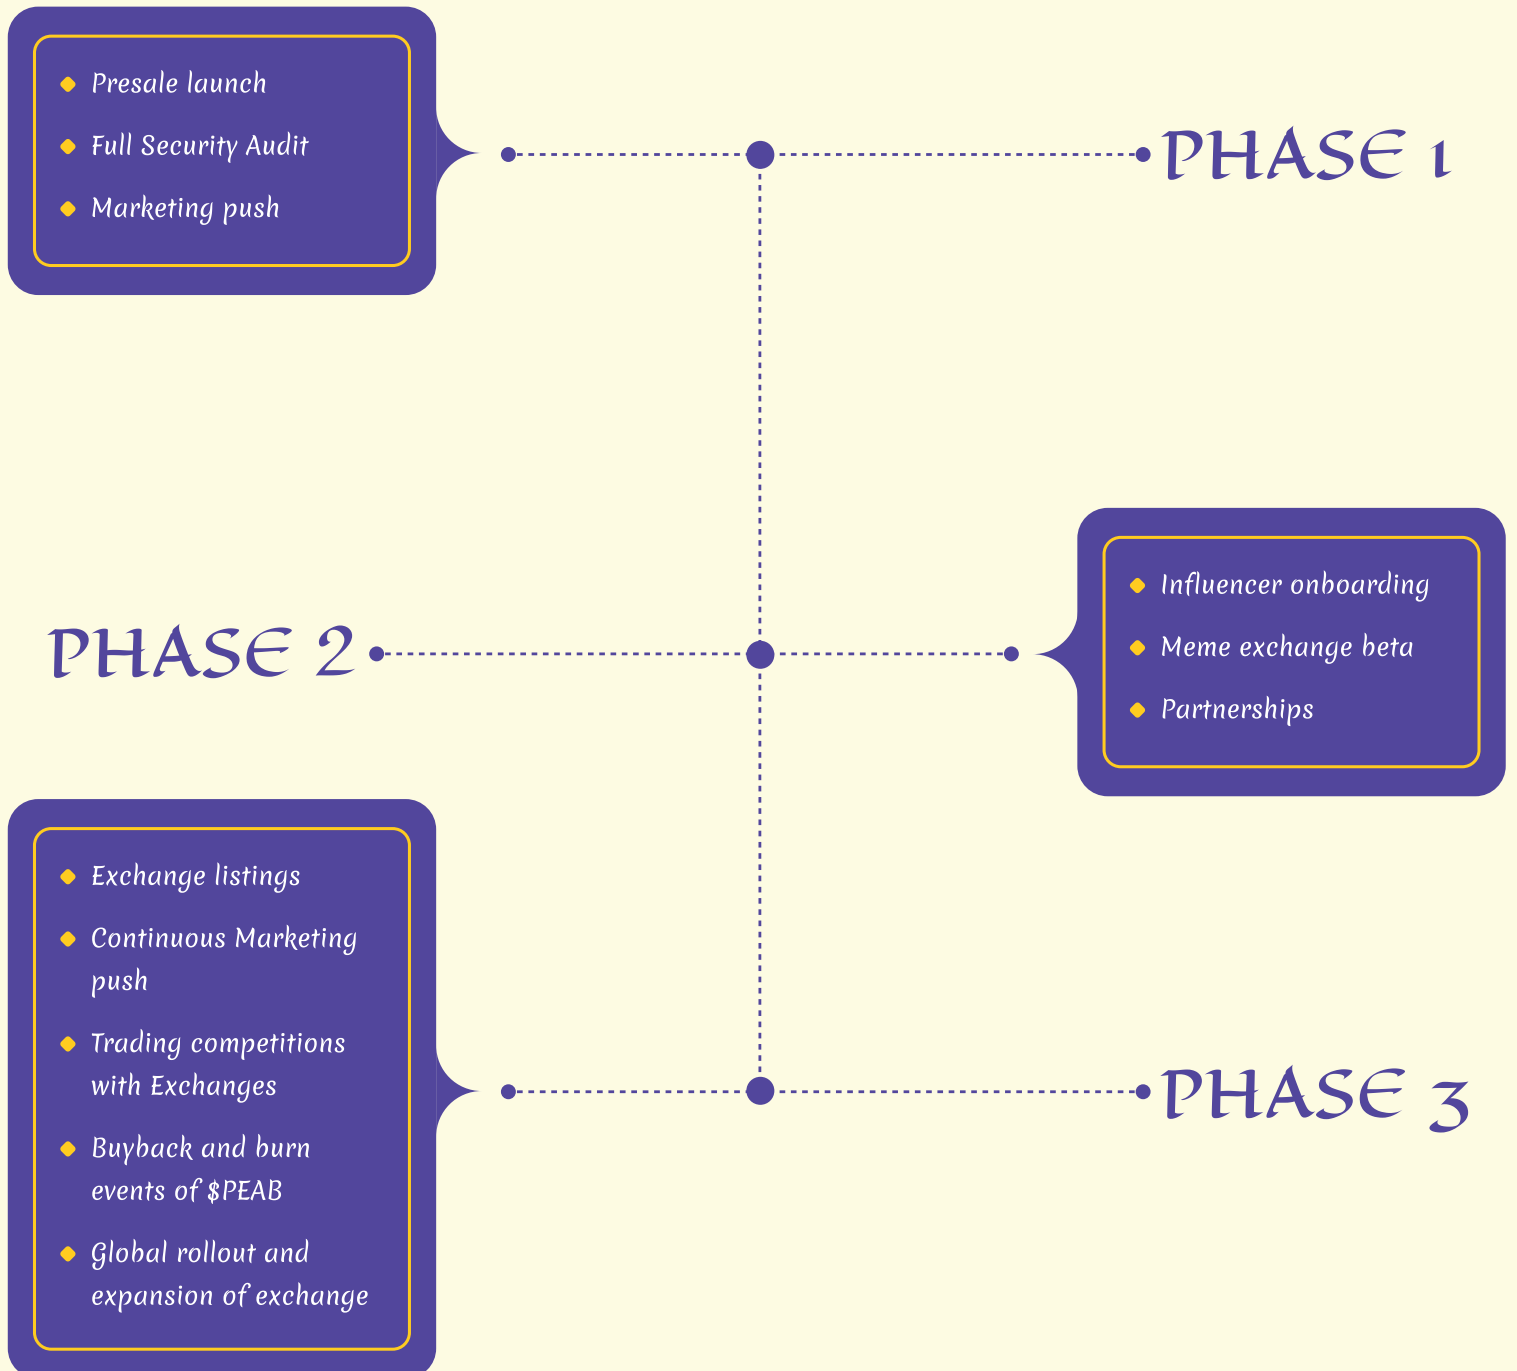 Presale launch
Full Security Audit
Marketing push
PHASE 1
PHASE 2
Influencer onboarding
Meme exchange beta
Partnerships
Exchange listings
Continuous Marketing
push
Trading competitions
with Exchanges
Buyback and burn
events of $PEAB
Global rollout and
expansion of exchange
PHASE 3